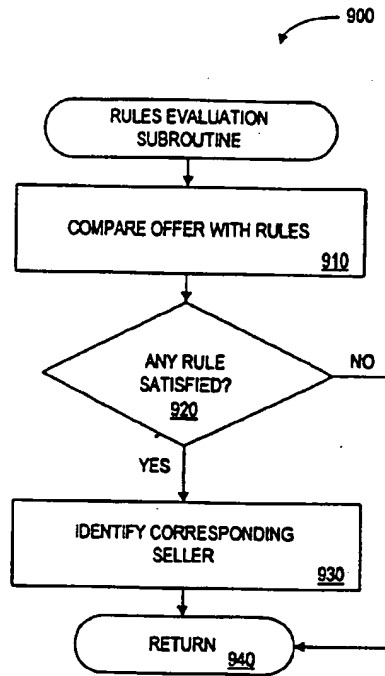 900
RULES EVALUATION
SUBROUTINE
COMPARE OFFER WITH RULES
910
ANY RULE
SATISFIED?
920
NO
YES
IDENTIFY CORRESPONDING
SELLER
930
RETURN
940